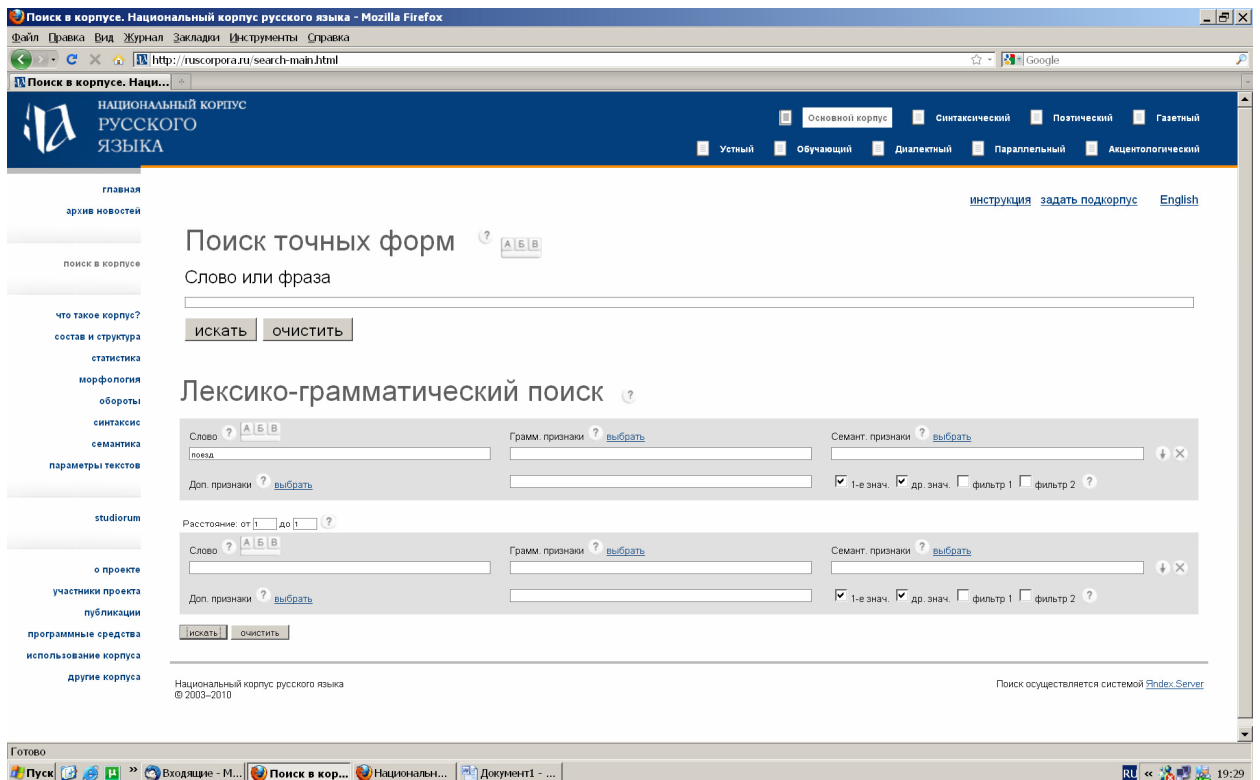 Поиск в корпусе. Национальный корпус русского языка - Mozilla Firefox
Файл Правка Вид Журнал Закладки Инструменты Справка
http://ruscorpora.ru/search-main.html Google
Поиск в корпусе. Наци...
НАЦИОНАЛЬНЫЙ КОРПУС
РУССКОГО
ЯЗЫКА
Основной корпус Синтаксический Поэтический Газетный
Устный Обучающий Диалектный Параллельный Акцентологический
главная
архив новостей
поиск в корпусе
что такое корпус?
состав и структура
статистика
морфология
обороты
синтаксис
семантика
параметры текстов
studiorum
о проекте
участники проекта
публикации
программные средства
использование корпуса
другие корпуса
инструкция задать подкорпус English
Поиск точных форм ? А Б В
Слово или фраза
искать очистить
Лексико-грамматический поиск ?
Слово ? А Б В Грамм. признаки ? выбрать Семант. признаки ? выбрать
поезд
Доп. признаки ? выбрать 1-е знач. др. знач. фильтр 1 фильтр 2 ?
Расстояние: от 1 до 1 ?
Слово ? А Б В Грамм. признаки ? выбрать Семант. признаки ? выбрать
Доп. признаки ? выбрать 1-е знач. др. знач. фильтр 1 фильтр 2 ?
искать очистить
Национальный корпус русского языка
© 2003–2010
Поиск осуществляется системой Яndex.Server
Готово
Пуск » Входящие - М... Поиск в кор... Националь­н... Документ1 - ... RU « 19:29